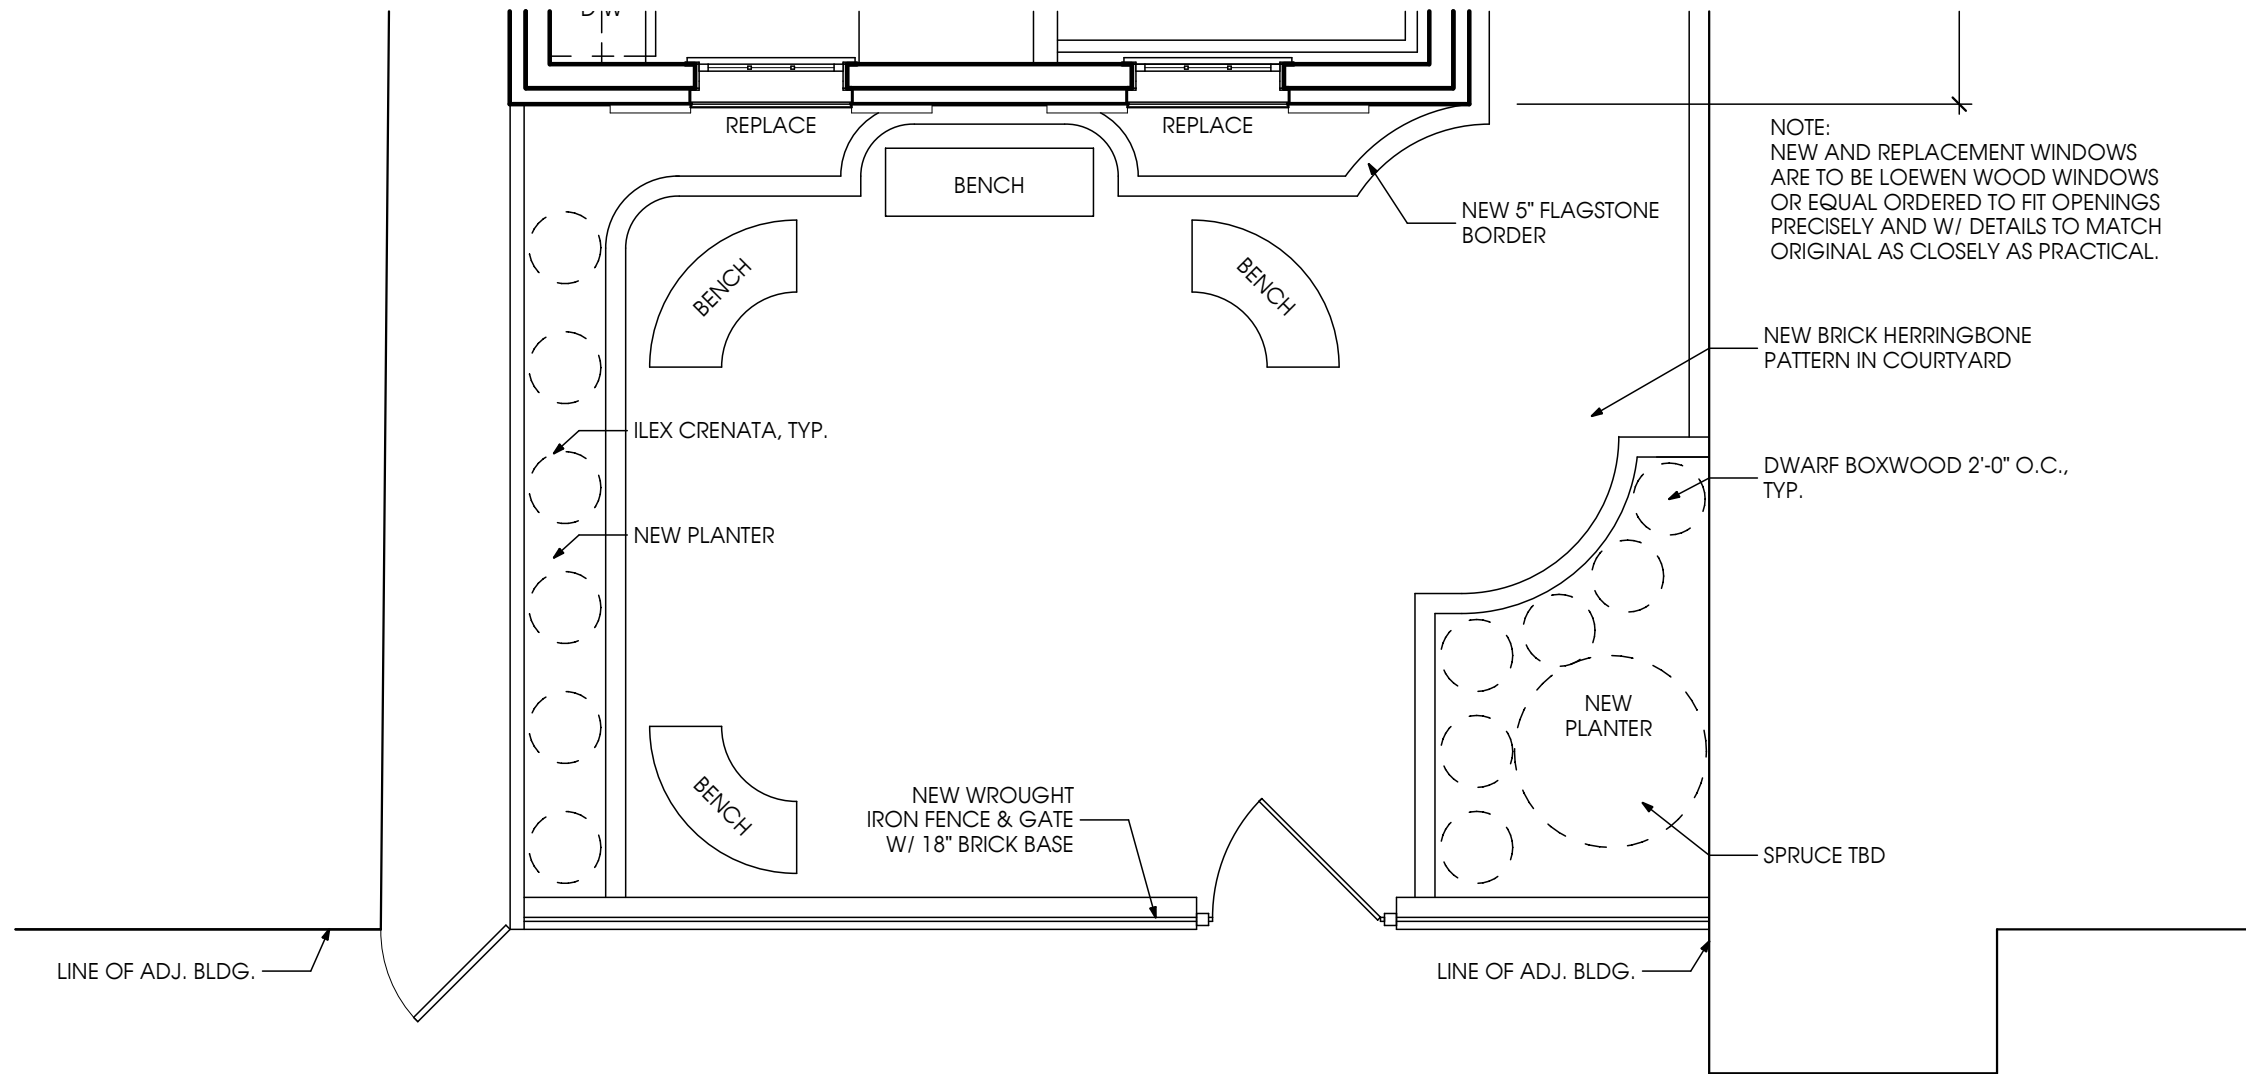 REPLACE
REPLACE
NOTE:
NEW AND REPLACEMENT WINDOWS
ARE TO BE LOEWEN WOOD WINDOWS
OR EQUAL ORDERED TO FIT OPENINGS
PRECISELY AND W/ DETAILS TO MATCH
ORIGINAL AS CLOSELY AS PRACTICAL.
BENCH
NEW 5" FLAGSTONE
BORDER
BENCH
BENCH
NEW BRICK HERRINGBONE
PATTERN IN COURTYARD
ILEX CRENATA, TYP.
DWARF BOXWOOD 2'-0" O.C.,
TYP.
NEW PLANTER
NEW
PLANTER
BENCH
NEW WROUGHT
IRON FENCE & GATE
W/ 18" BRICK BASE
SPRUCE TBD
LINE OF ADJ. BLDG.
LINE OF ADJ. BLDG.